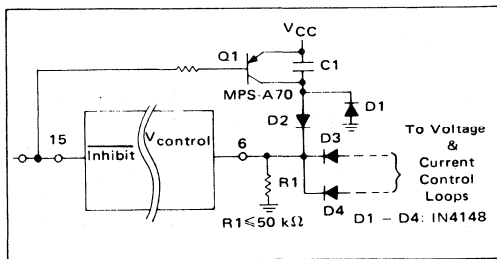 VCC
Q1
C1
MPS-A70
D1
D2
15
Inhibit
Vcontrol
6
D3
To Voltage
&
Current
Control
Loops
R1
D4
R1≤50 kΩ
D1 – D4: IN4148